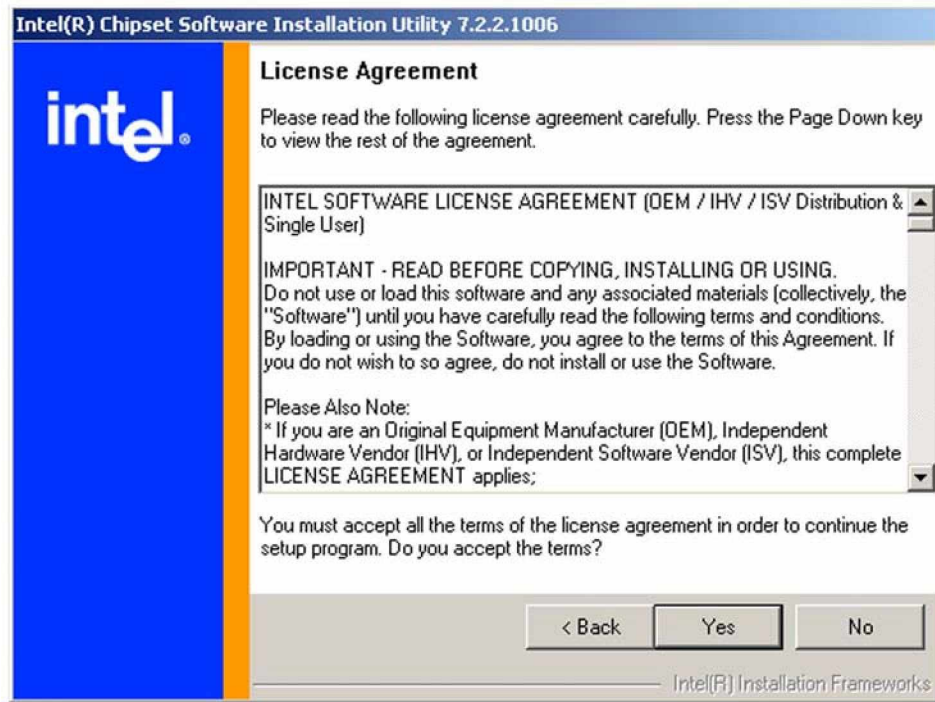 Intel(R) Chipset Software Installation Utility 7.2.2.1006
intel.
License Agreement
Please read the following license agreement carefully. Press the Page Down key
to view the rest of the agreement.
INTEL SOFTWARE LICENSE AGREEMENT (OEM / IHV / ISV Distribution &
Single User)
IMPORTANT - READ BEFORE COPYING, INSTALLING OR USING.
Do not use or load this software and any associated materials (collectively, the
"Software") until you have carefully read the following terms and conditions.
By loading or using the Software, you agree to the terms of this Agreement. If
you do not wish to so agree, do not install or use the Software.
Please Also Note:
* If you are an Original Equipment Manufacturer (OEM), Independent
Hardware Vendor (IHV), or Independent Software Vendor (ISV), this complete
LICENSE AGREEMENT applies;
You must accept all the terms of the license agreement in order to continue the
setup program. Do you accept the terms?
< Back Yes No
Intel(R) Installation Frameworks